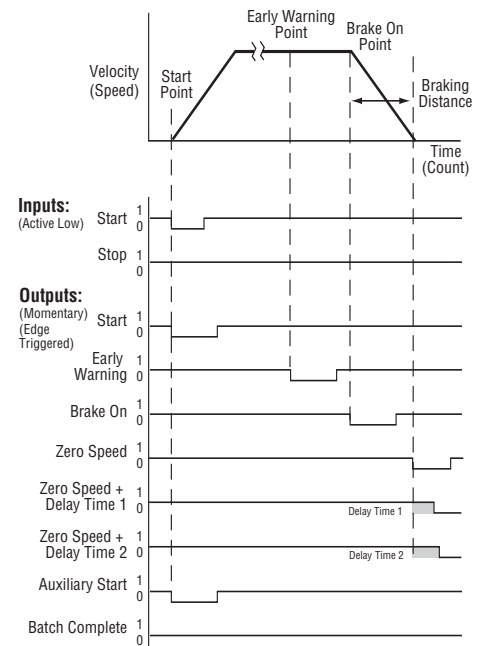 Early Warning
Point
Brake On
Point
Velocity
(Speed)
Start
Point
Braking
Distance
Time
(Count)
Inputs:
(Active Low)
Start 1
0
Stop 1
0
Outputs:
(Momentary)
(Edge
Triggered)
Start 1
0
Early
Warning 1
0
Brake On 1
0
Zero Speed 1
0
Zero Speed +
Delay Time 1 1
0
Delay Time 1
Zero Speed +
Delay Time 2 1
0
Delay Time 2
Auxiliary Start 1
0
Batch Complete 1
0